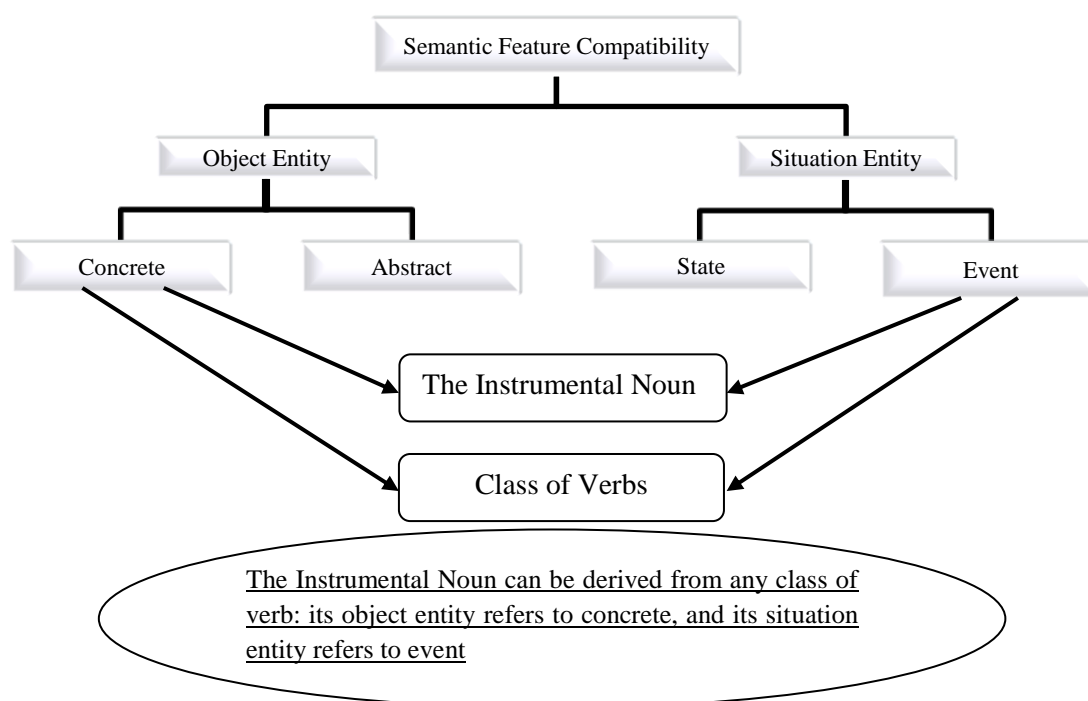 Semantic Feature Compatibility
Object Entity
Situation Entity
Concrete
Abstract
State
Event
The Instrumental Noun
Class of Verbs
The Instrumental Noun can be derived from any class of
verb: its object entity refers to concrete, and its situation
entity refers to event